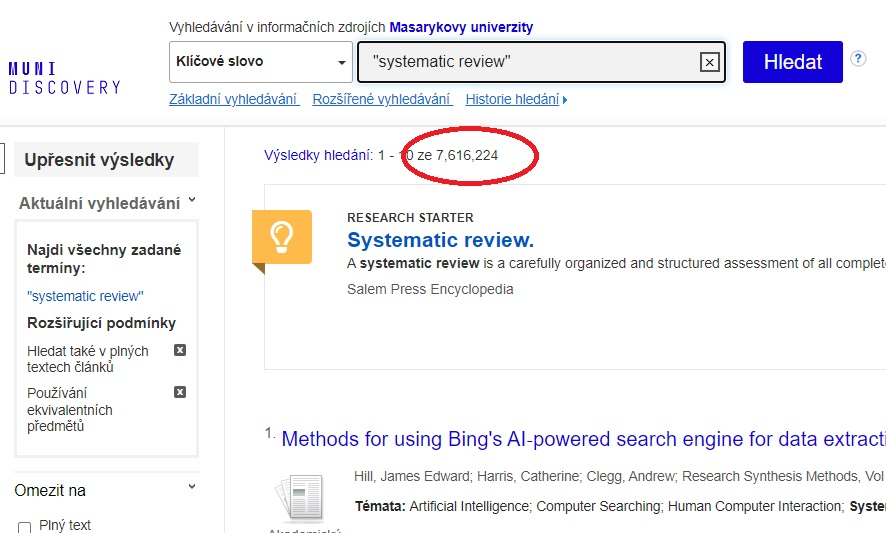 Vyhledávání v informačních zdrojích Masarykovy univerzity
MUNI
DISCOVERY
Klíčové slovo
"systematic review"
Hledat
?
Základní vyhledávání
Rozšířené vyhledávání
Historie hledání
Upřesnit výsledky
Aktuální vyhledávání
Najdi všechny zadané
termíny:
"systematic review"
Rozšiřující podmínky
Hledat také v plných
textech článků
Používání
ekvivalentních
předmětů
Omezit na
Plný text
Výsledky hledání: 1 - 10 ze 7,616,224
RESEARCH STARTER
Systematic review.
A systematic review is a carefully organized and structured assessment of all complete
Salem Press Encyclopedia
1.
Methods for using Bing's AI-powered search engine for data extracti
Hill, James Edward; Harris, Catherine; Clegg, Andrew; Research Synthesis Methods, Vol
Témata: Artificial Intelligence; Computer Searching; Human Computer Interaction; Syste